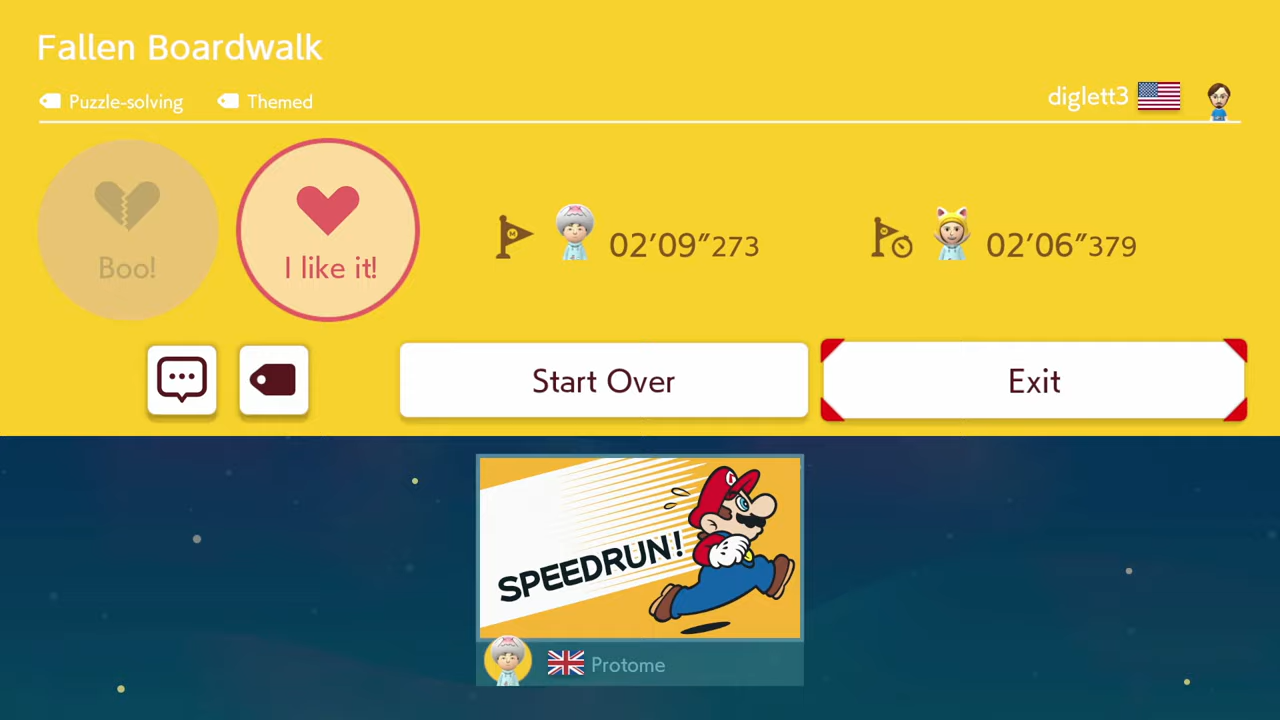 Fallen Boardwalk
Puzzle-solving Themed
diglett3
Boo!
I like it!
M
02'09"273
M
02'06"379
Start Over
Exit
SPEEDRUN!
Protome